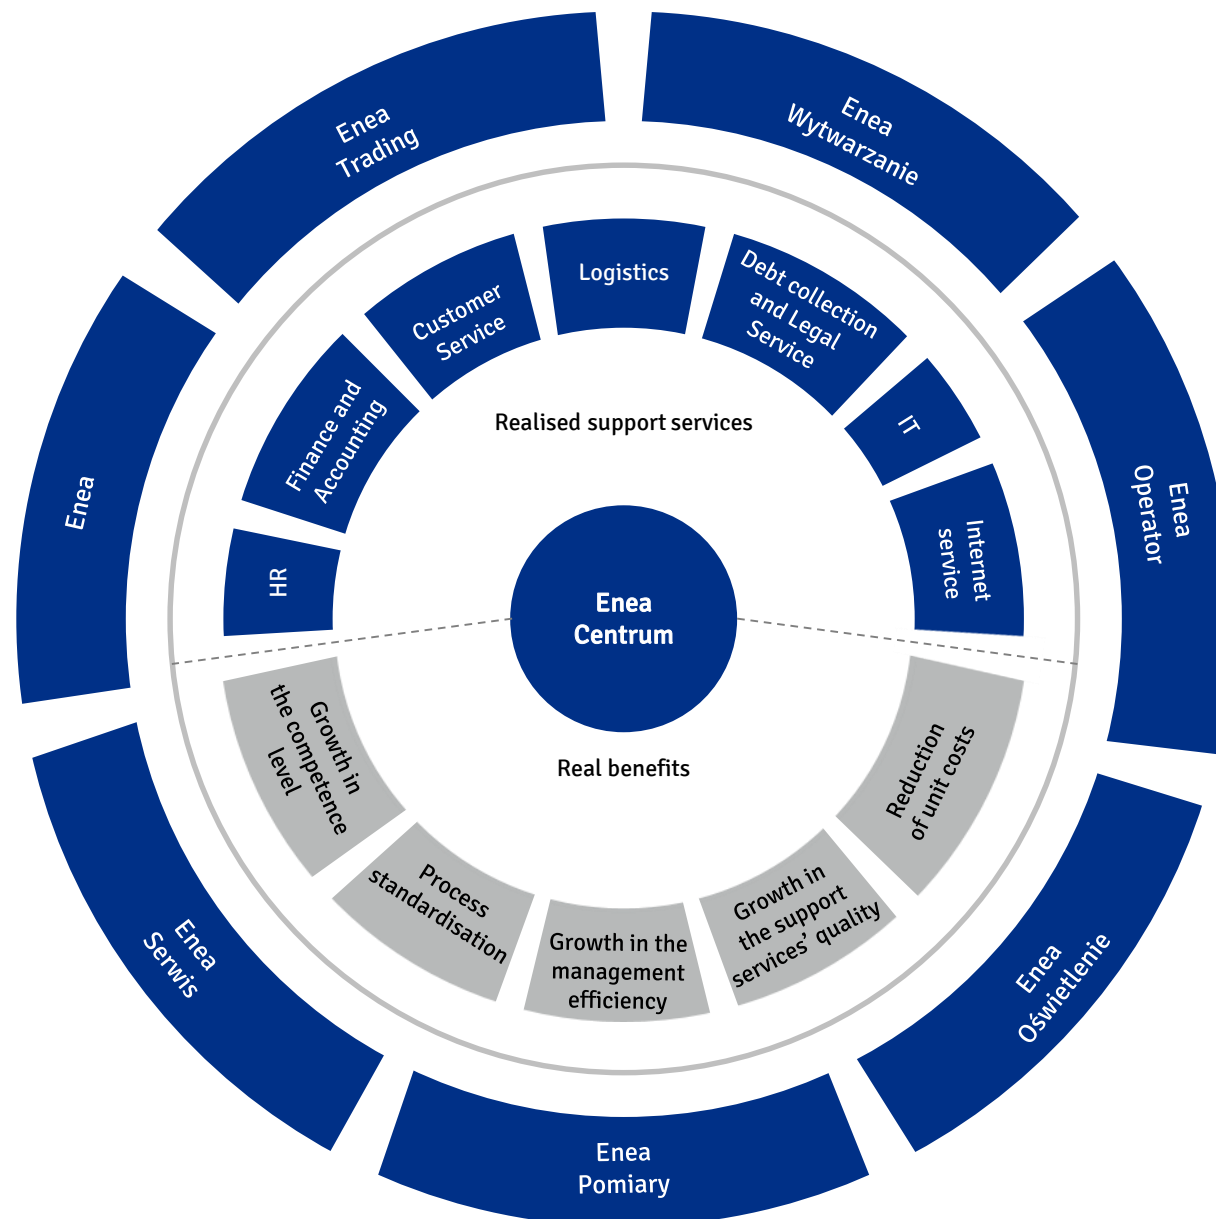 Enea
Trading
Enea
Wytwarzanie
Enea
Operator
Enea
Oświetlenie
Enea
Pomiary
Enea
Serwis
Enea
HR
Finance and
Accounting
Customer
Service
Logistics
Debt collection
and Legal
Service
IT
Internet
service
Realised support services
Enea
Centrum
Real benefits
Growth in
the competence
level
Process
standardisation
Growth in the
management
efficiency
Growth in
the support
services’ quality
Reduction
of unit costs